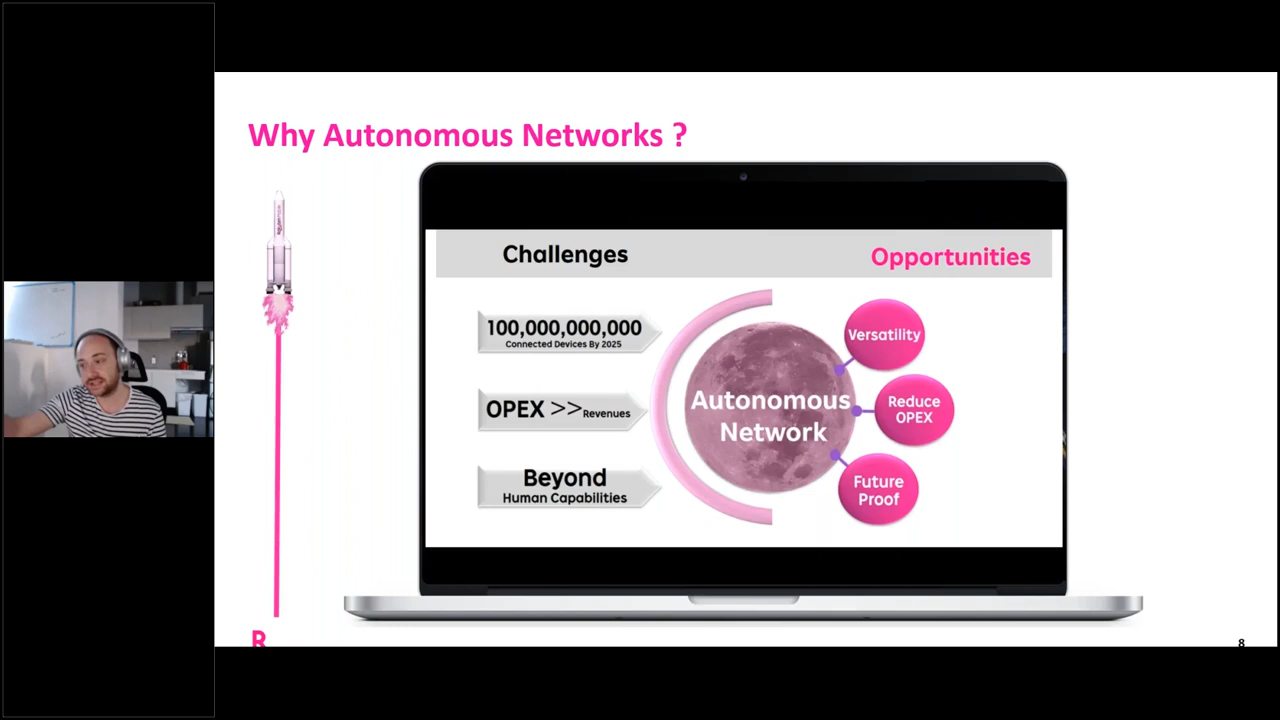 Why Autonomous Networks ?
Challenges
Opportunities
100,000,000,000
Connected Devices By 2025
OPEX >>Revenues
Beyond
Human Capabilities
Autonomous
Network
Versatility
Reduce
OPEX
Future
Proof
R
8